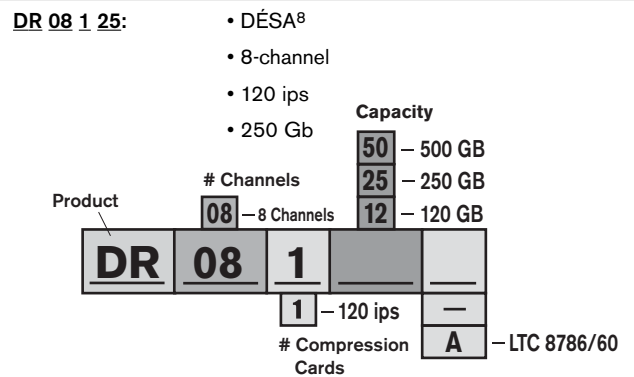 DR 08 1 25:
• DÉSA8
• 8-channel
• 120 ips
• 250 Gb
Capacity
50 – 500 GB
25 – 250 GB
12 – 120 GB
# Channels
08 – 8 Channels
Product
DR 08 1 _ _
1 – 120 ips
# Compression
Cards
–
A – LTC 8786/60